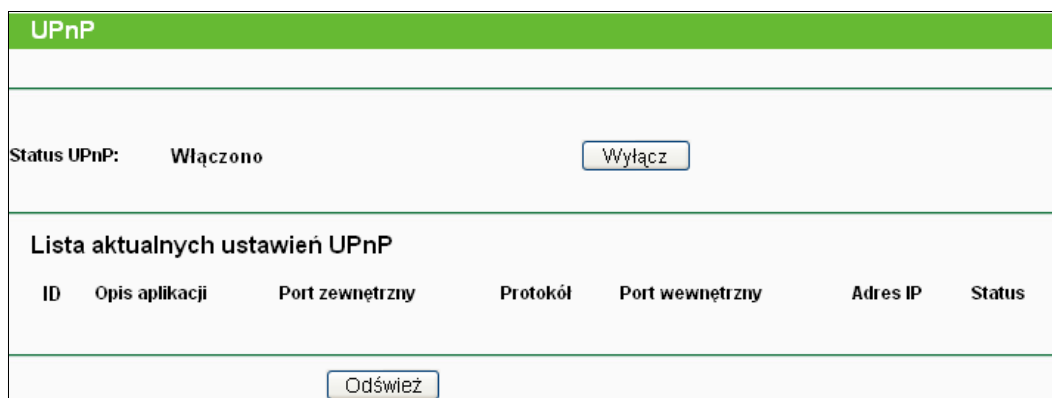 UPnP
Status UPnP: Włączono Wyłącz
Lista aktualnych ustawień UPnP
ID Opis aplikacji Port zewnętrzny Protokół Port wewnętrzny Adres IP Status
Odśwież